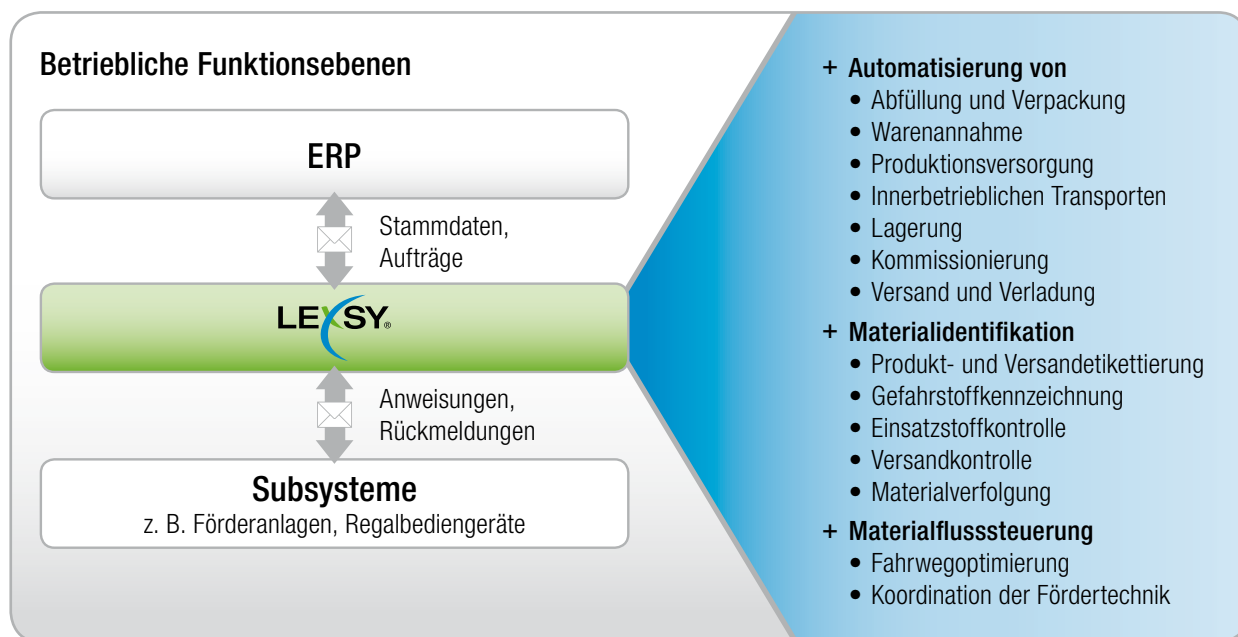 Betriebliche Funktionsebenen
ERP
Stammdaten,
Aufträge
LEXSY®
Anweisungen,
Rückmeldungen
Subsysteme
z. B. Förderanlagen, Regalbediengeräte
+ Automatisierung von
• Abfüllung und Verpackung
• Warenannahme
• Produktionsversorgung
• Innerbetrieblichen Transporten
• Lagerung
• Kommissionierung
• Versand und Verladung
+ Materialidentifikation
• Produkt- und Versandetikettierung
• Gefahrstoffkennzeichnung
• Einsatzstoffkontrolle
• Versandkontrolle
• Materialverfolgung
+ Materialflusssteuerung
• Fahrwegoptimierung
• Koordination der Fördertechnik